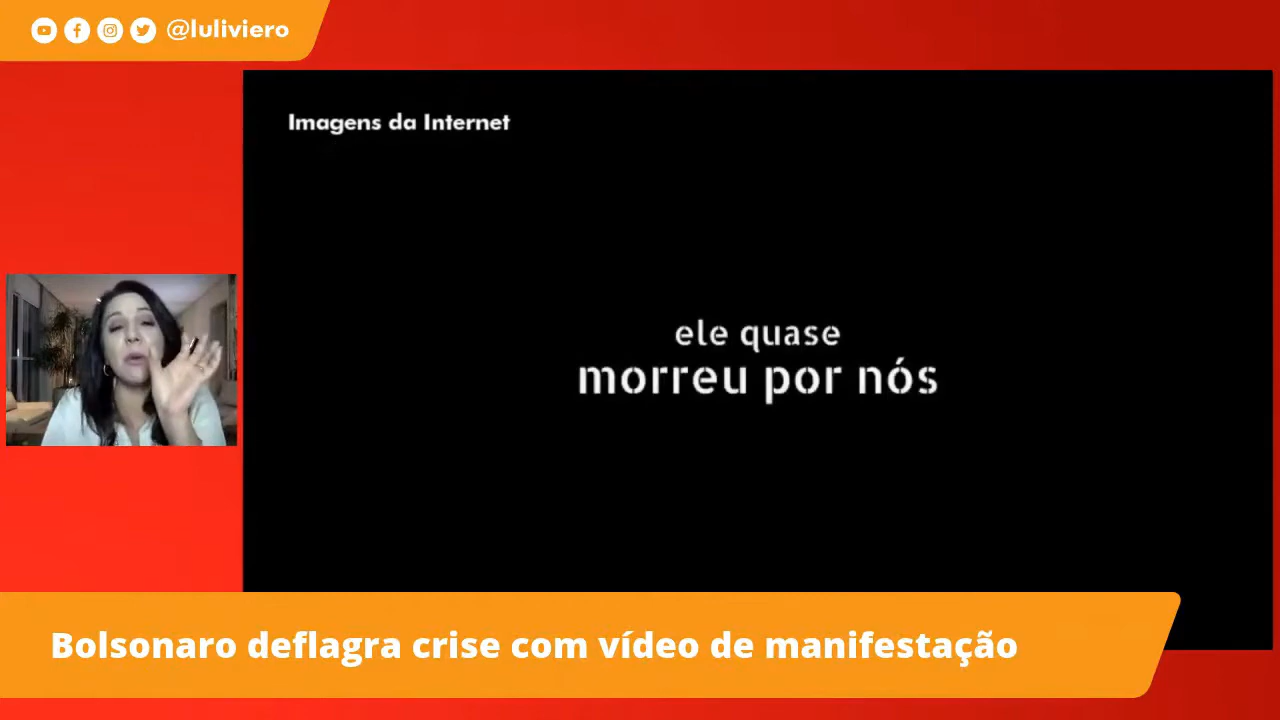 @luliviero
Imagens da Internet
ele quase
morreu por nós
Bolsonaro deflagra crise com vídeo de manifestação